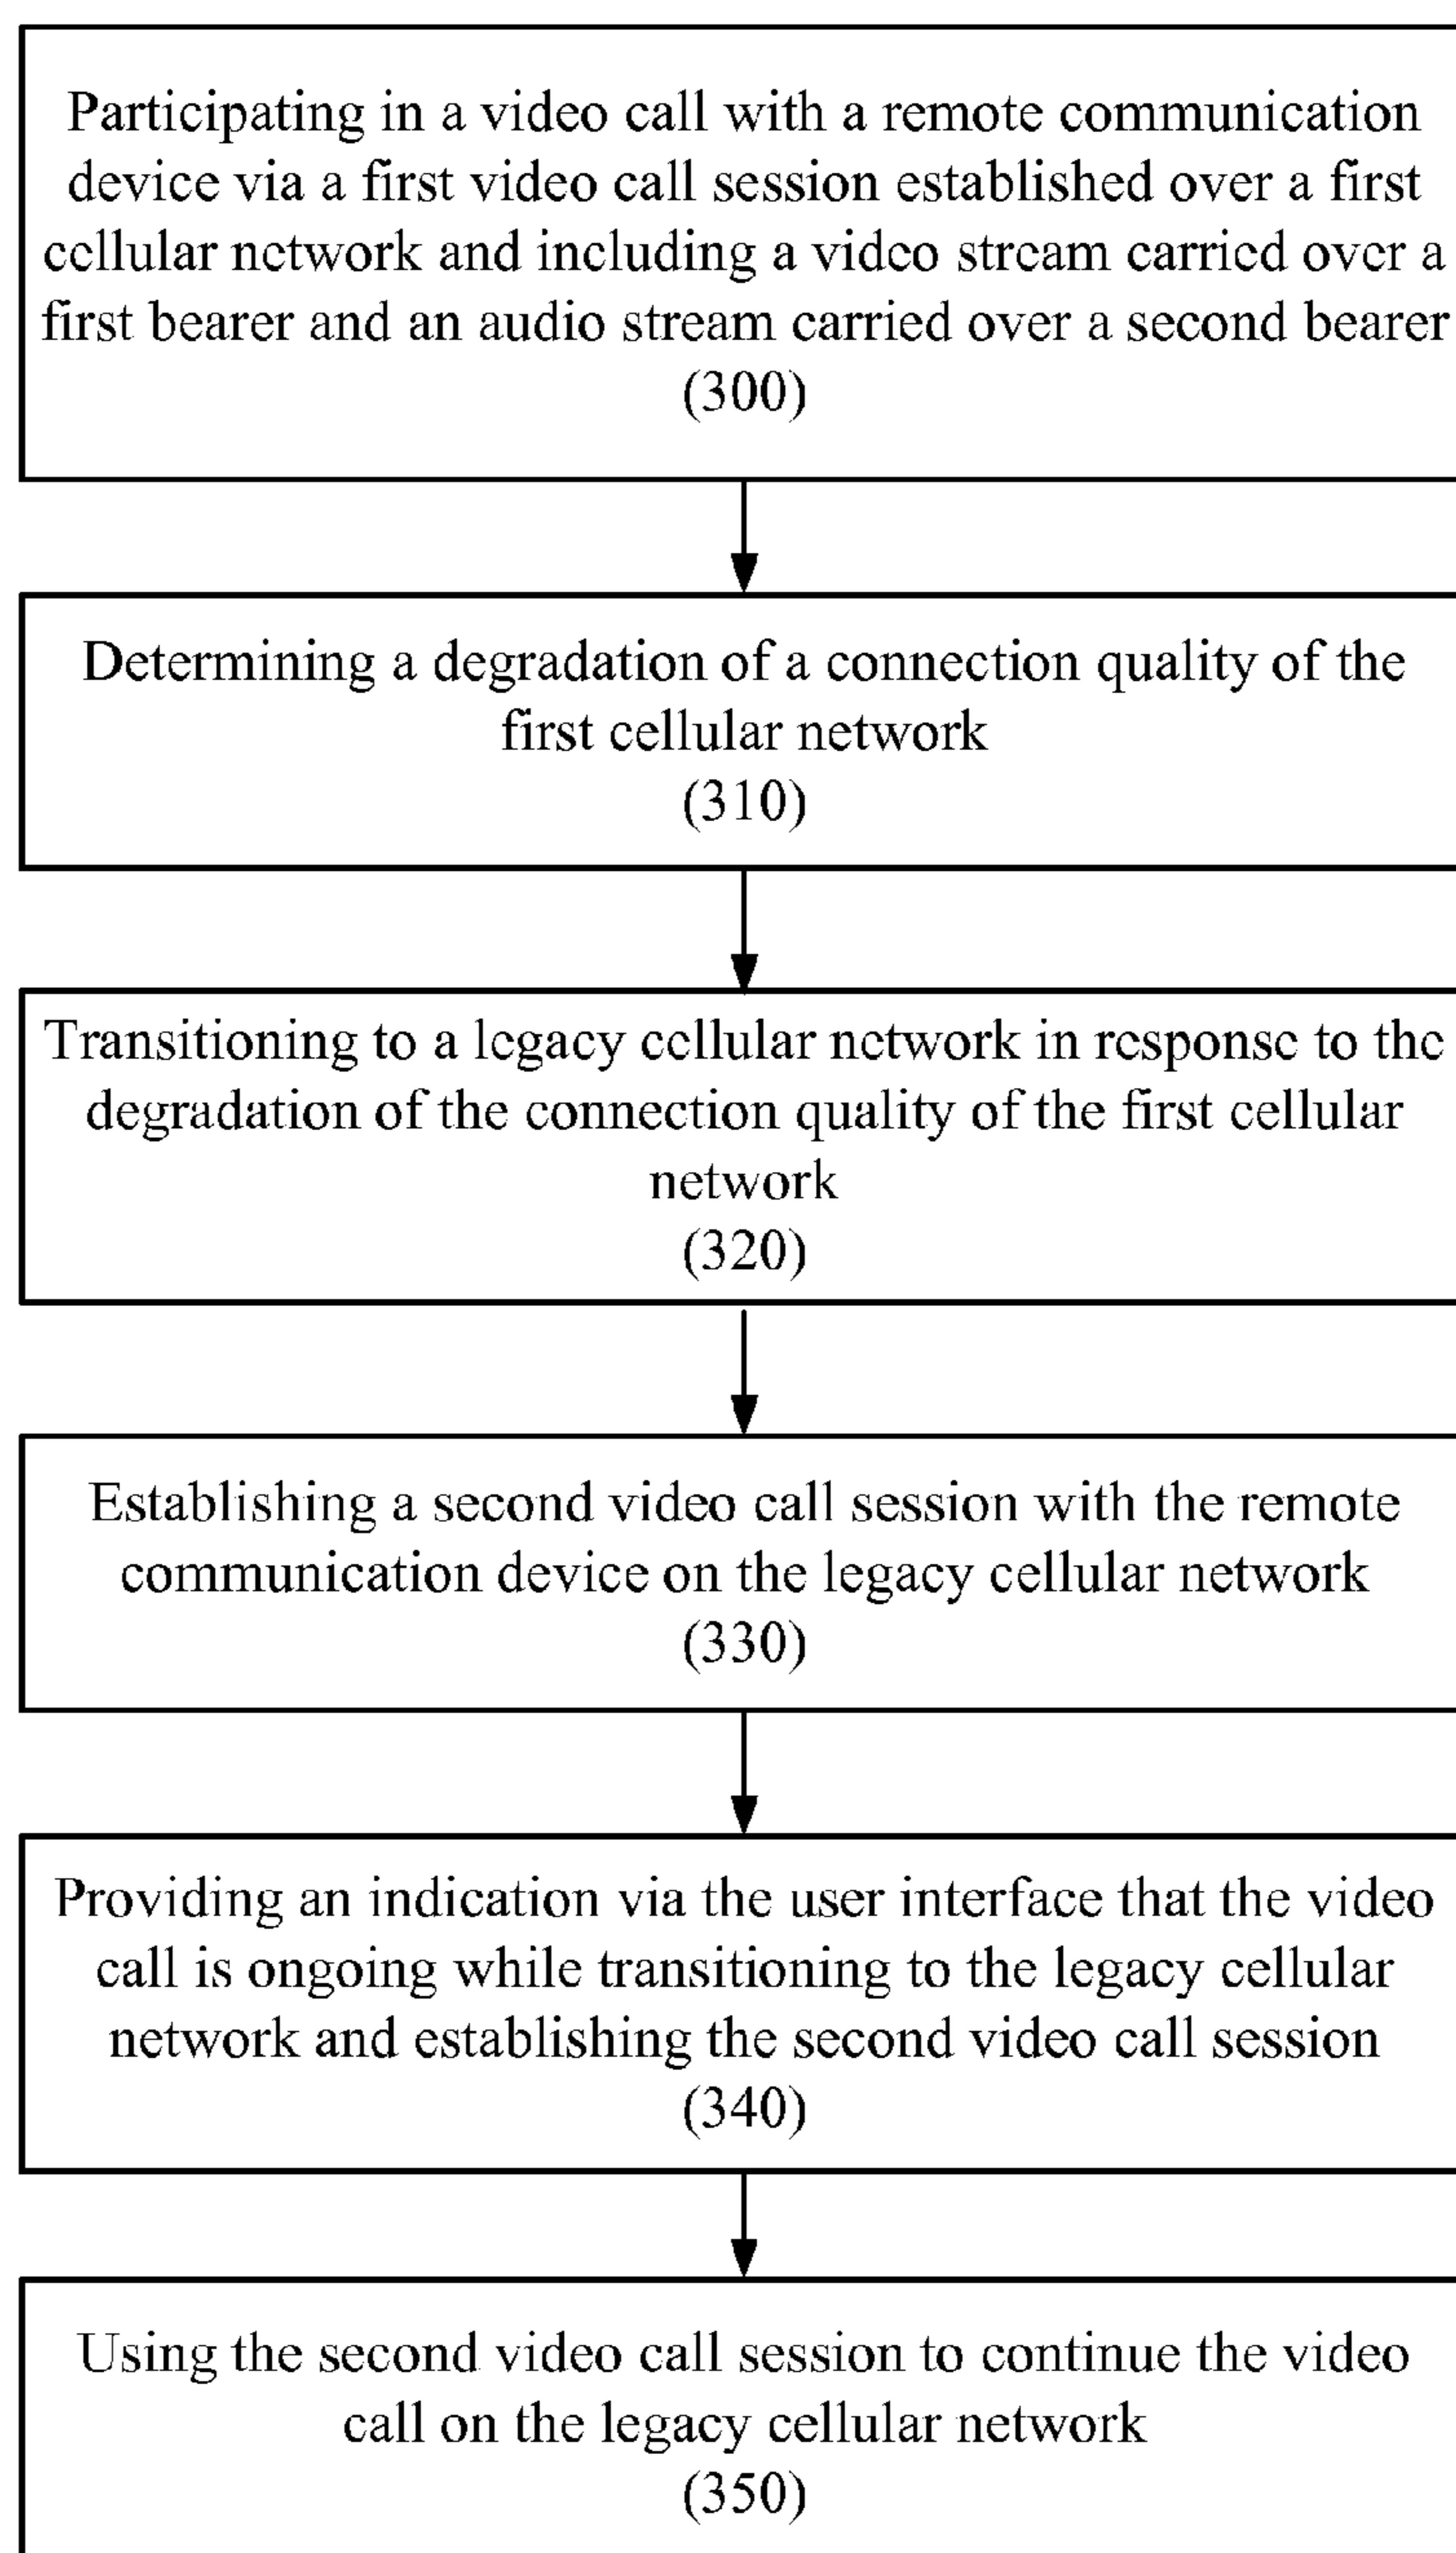 Participating in a video call with a remote communication
device via a first video call session established over a first
cellular network and including a video stream carried over a
first bearer and an audio stream carried over a second bearer
(300)
Determining a degradation of a connection quality of the
first cellular network
(310)
Transitioning to a legacy cellular network in response to the
degradation of the connection quality of the first cellular
network
(320)
Establishing a second video call session with the remote
communication device on the legacy cellular network
(330)
Providing an indication via the user interface that the video
call is ongoing while transitioning to the legacy cellular
network and establishing the second video call session
(340)
Using the second video call session to continue the video
call on the legacy cellular network
(350)